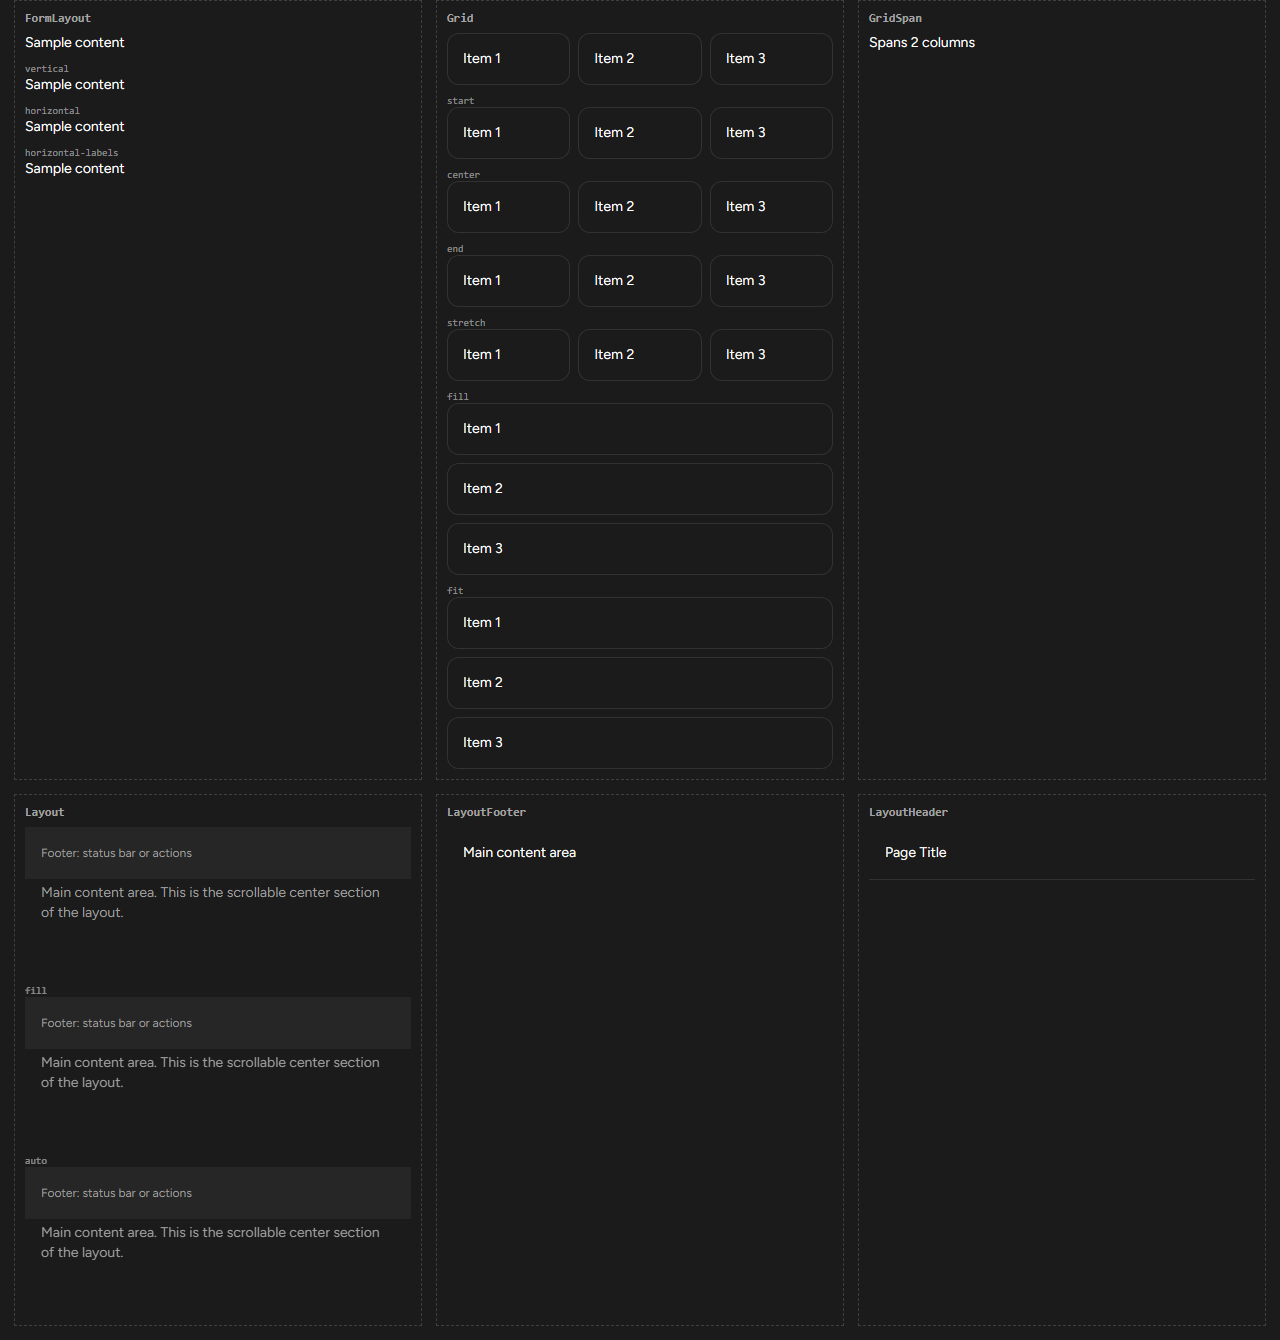 FormLayout
Sample content
vertical
Sample content
horizontal
Sample content
horizontal-labels
Sample content
Grid
Item 1 Item 2 Item 3
start
Item 1 Item 2 Item 3
center
Item 1 Item 2 Item 3
end
Item 1 Item 2 Item 3
stretch
Item 1 Item 2 Item 3
fill
Item 1
Item 2
Item 3
fit
Item 1
Item 2
Item 3
GridSpan
Spans 2 columns
Layout
Footer: status bar or actions
Main content area. This is the scrollable center section
of the layout.
fill
Footer: status bar or actions
Main content area. This is the scrollable center section
of the layout.
auto
Footer: status bar or actions
Main content area. This is the scrollable center section
of the layout.
LayoutFooter
Main content area
LayoutHeader
Page Title